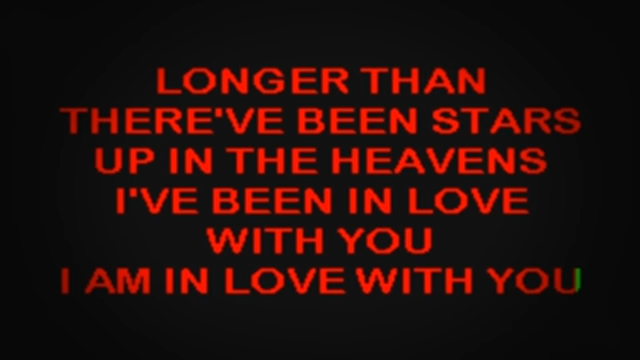 LONGER THAN
THERE'VE BEEN STARS
UP IN THE HEAVENS
I'VE BEEN IN LOVE
WITH YOU
I AM IN LOVE WITH YOU